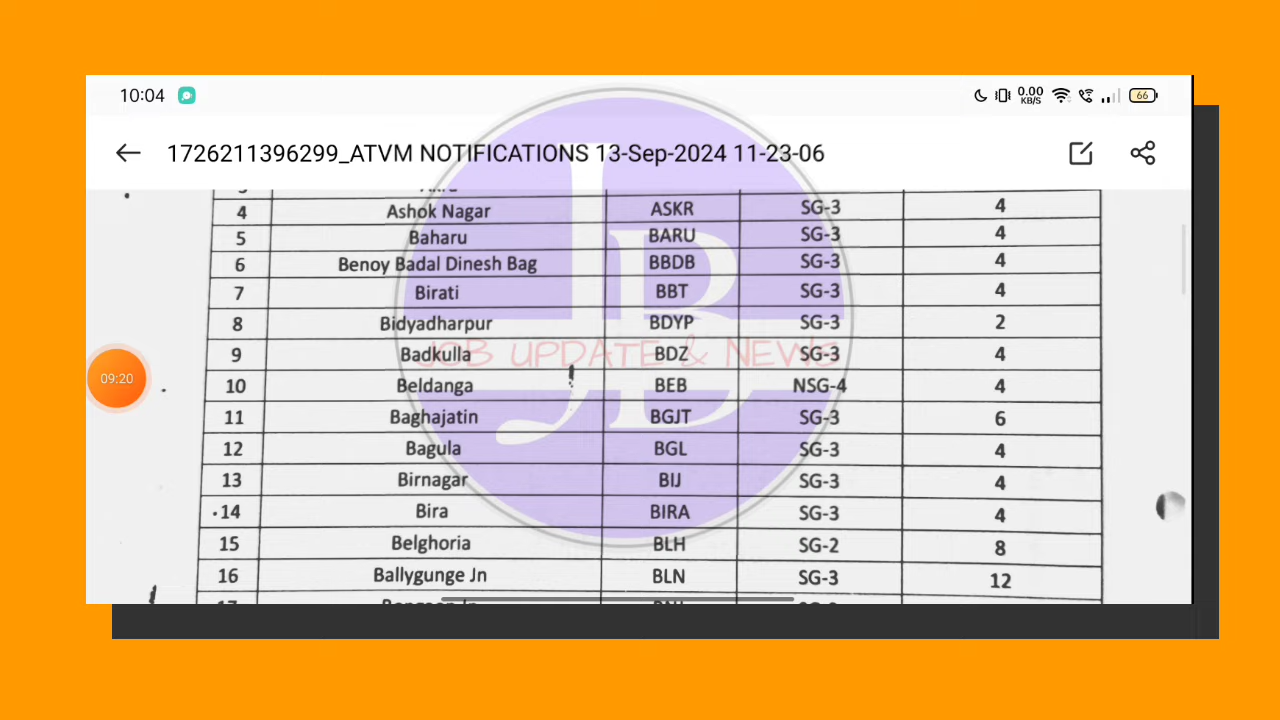 10:04
0.00 KB/S
66
1726211396299_ATVM NOTIFICATIONS 13-Sep-2024 11-23-06
4 Ashok Nagar ASKR SG-3 4
5 Baharu BARU SG-3 4
6 Benoy Badal Dinesh Bag BBDB SG-3 4
7 Birati BBT SG-3 4
8 Bidyadharpur BDYP SG-3 2
9 Badkulla BDZ SG-3 4
JOB UPDATE & NEWS
09:20
10 Beldanga BEB NSG-4 4
11 Baghajatin BGJT SG-3 6
12 Bagula BGL SG-3 4
13 Birnagar BIJ SG-3 4
14 Bira BIRA SG-3 4
15 Belghoria BLH SG-2 8
16 Ballygunge Jn BLN SG-3 12
JB